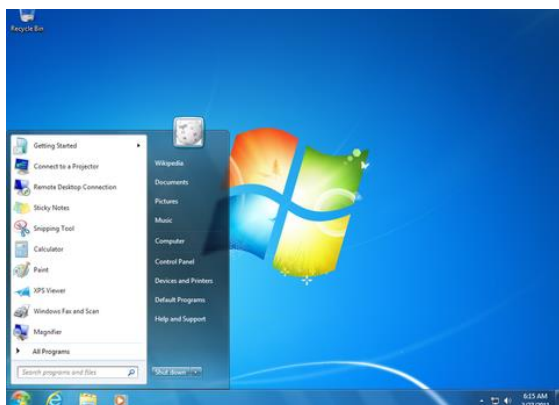 Recycle Bin
Getting Started
Connect to a Projector
Remote Desktop Connection
Sticky Notes
Snipping Tool
Calculator
Paint
XPS Viewer
Windows Fax and Scan
Magnifier
All Programs
Search programs and files
Wikipedia
Documents
Pictures
Music
Computer
Control Panel
Devices and Printers
Default Programs
Help and Support
Shut down
6:15 AM